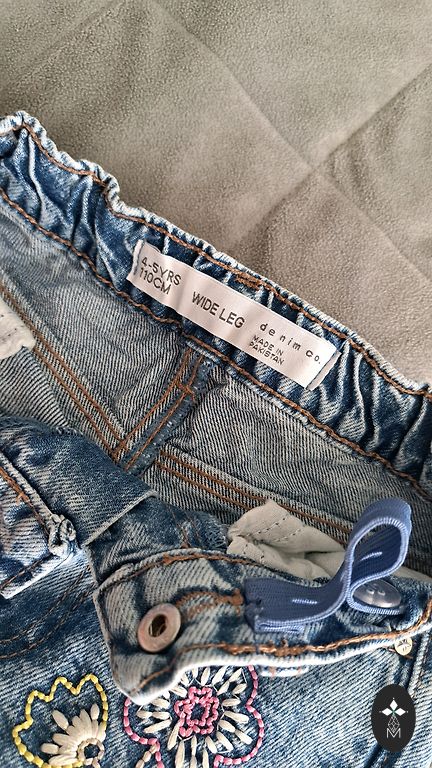 4-5YRS
110CM
WIDE LEG
denim co.
MADE IN
PAKISTAN
M